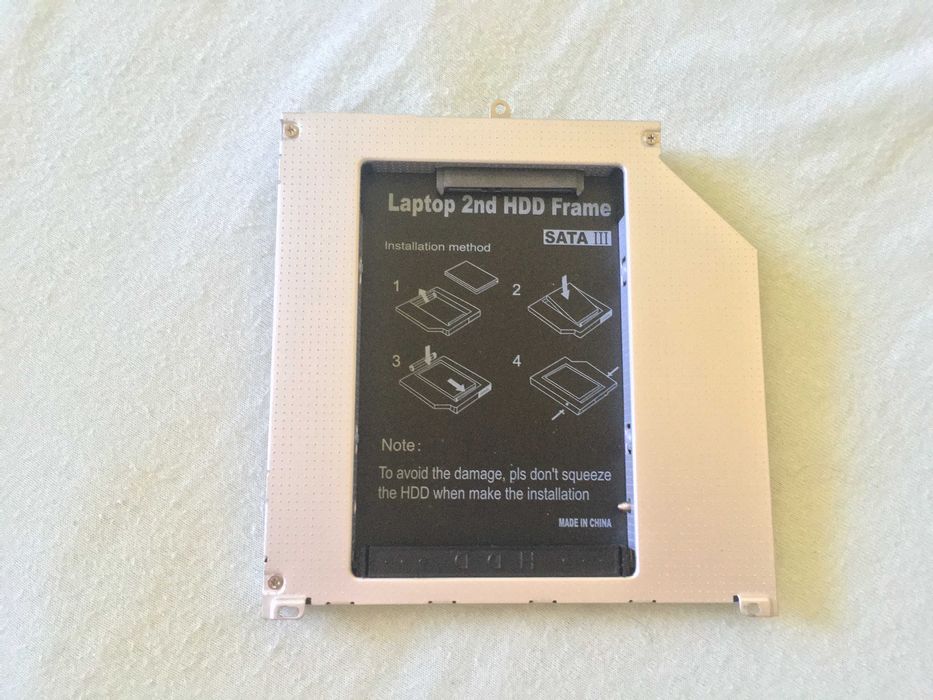 Laptop 2nd HDD Frame
SATA III
Installation method
1
2
3
4
Note:
To avoid the damage, pls don't squeeze
the HDD when make the installation
MADE IN CHINA
HDD